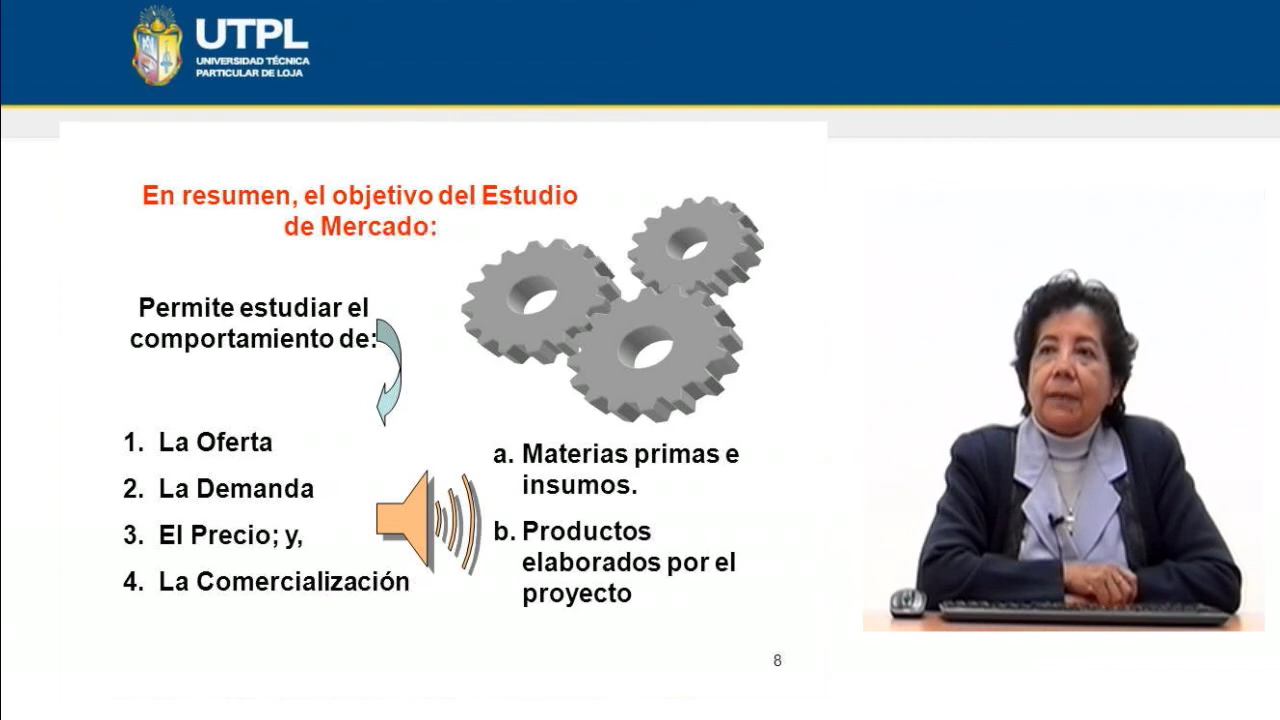 UTPL
UNIVERSIDAD TÉCNICA
PARTICULAR DE LOJA
En resumen, el objetivo del Estudio
de Mercado:
Permite estudiar el
comportamiento de:
1. La Oferta
2. La Demanda
3. El Precio; y,
4. La Comercialización
a. Materias primas e
insumos.
b. Productos
elaborados por el
proyecto
8